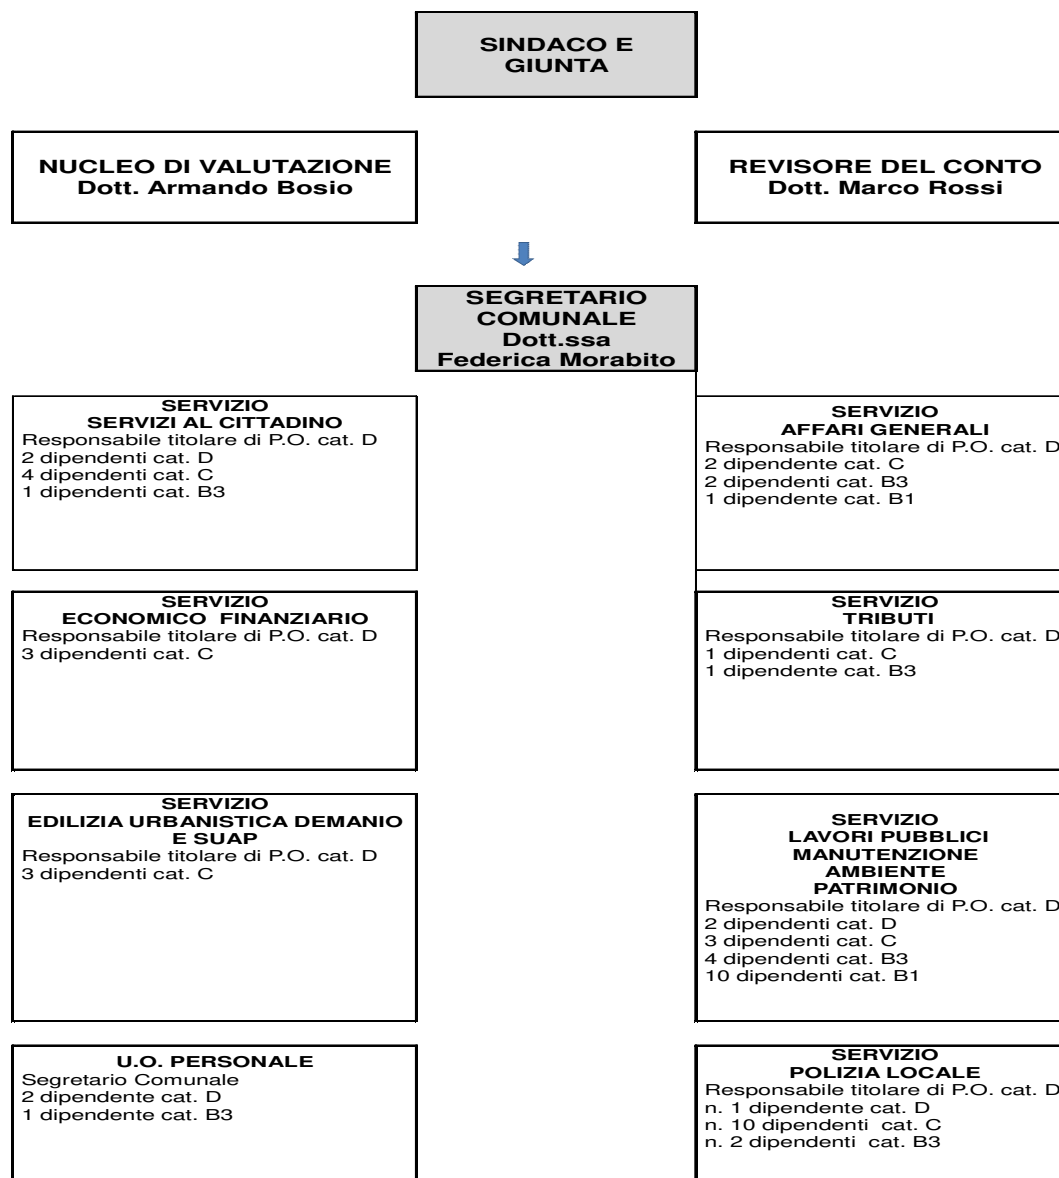 SINDACO E
GIUNTA
NUCLEO DI VALUTAZIONE
Dott. Armando Bosio
REVISORE DEL CONTO
Dott. Marco Rossi
SEGRETARIO
COMUNALE
Dott.ssa
Federica Morabito
SERVIZIO
SERVIZI AL CITTADINO
Responsabile titolare di P.O. cat. D
2 dipendenti cat. D
4 dipendenti cat. C
1 dipendenti cat. B3
SERVIZIO
AFFARI GENERALI
Responsabile titolare di P.O. cat. D
2 dipendente cat. C
2 dipendenti cat. B3
1 dipendente cat. B1
SERVIZIO
ECONOMICO  FINANZIARIO
Responsabile titolare di P.O. cat. D
3 dipendenti cat. C
SERVIZIO
TRIBUTI
Responsabile titolare di P.O. cat. D
1 dipendenti cat. C
1 dipendente cat. B3
SERVIZIO
EDILIZIA URBANISTICA DEMANIO
E SUAP
Responsabile titolare di P.O. cat. D
3 dipendenti cat. C
SERVIZIO
LAVORI PUBBLICI
MANUTENZIONE
AMBIENTE
PATRIMONIO
Responsabile titolare di P.O. cat. D
2 dipendenti cat. D
3 dipendenti cat. C
4 dipendenti cat. B3
10 dipendenti cat. B1
U.O. PERSONALE
Segretario Comunale
2 dipendente cat. D
1 dipendente cat. B3
SERVIZIO
POLIZIA LOCALE
Responsabile titolare di P.O. cat. D
n. 1 dipendente cat. D
n. 10 dipendenti  cat. C
n. 2 dipendenti  cat. B3